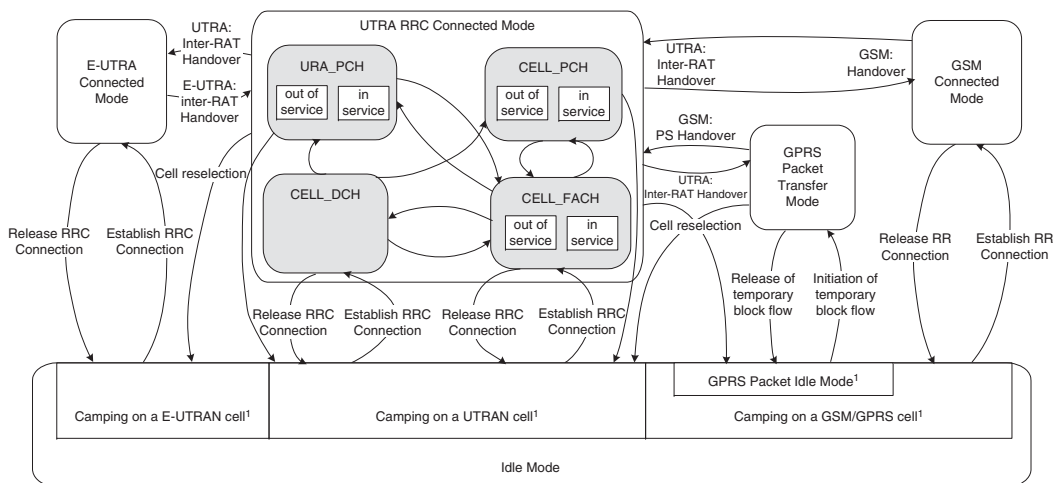 UTRA RRC Connected Mode
E-UTRA
Connected
Mode
UTRA:
Inter-RAT
Handover
E-UTRA:
inter-RAT
Handover
URA_PCH
out of
service
in
service
CELL_PCH
out of
service
in
service
CELL_DCH
CELL_FACH
out of
service
in
service
UTRA:
Inter-RAT
Handover
GSM:
Handover
GSM
Connected
Mode
GSM:
PS Handover
GPRS
Packet
Transfer
Mode
UTRA:
Inter-RAT Handover
Cell reselection
Cell reselection
Release RRC
Connection
Establish RRC
Connection
Release RRC
Connection
Establish RRC
Connection
Release RRC
Connection
Establish RRC
Connection
Release of
temporary
block flow
Initiation of
temporary
block flow
Release RR
Connection
Establish RR
Connection
GPRS Packet Idle Mode¹
Camping on a E-UTRAN cell¹
Camping on a UTRAN cell¹
Camping on a GSM/GPRS cell¹
Idle Mode